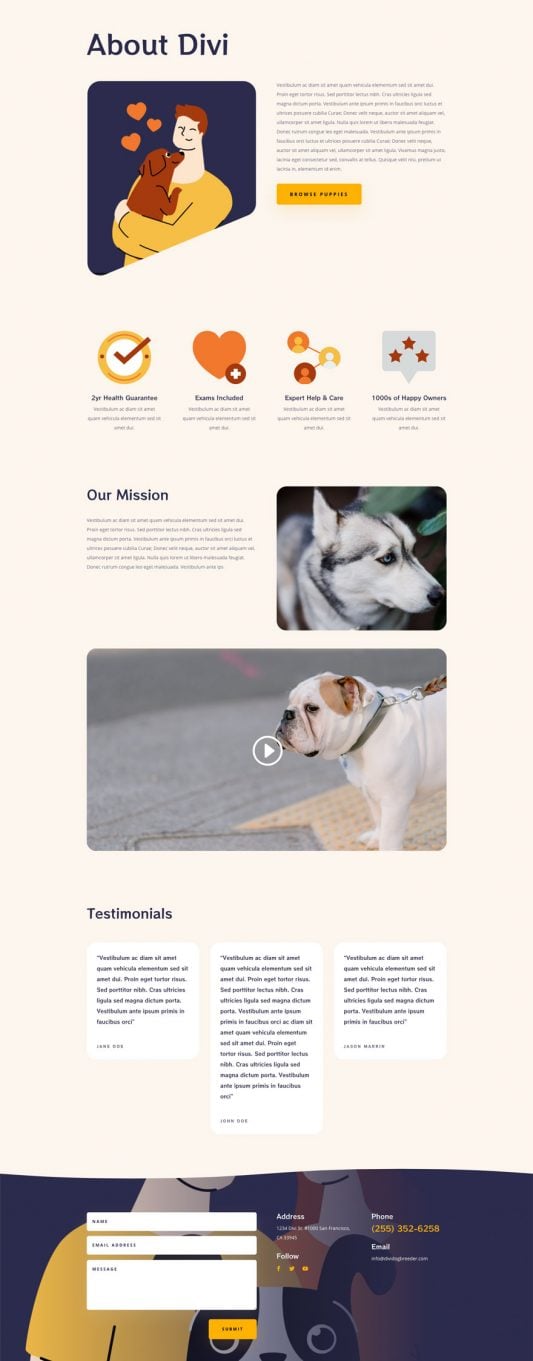 About Divi
Vestibulum ac diam sit amet quam vehicula elementum sed sit amet dui.
Proin eget tortor risus. Sed porttitor lectus nibh. Cras ultricies ligula sed
magna dictum porta. Vestibulum ante ipsum primis in faucibus orci luctus et
ultrices posuere cubilia Curae; Donec velit neque, auctor sit amet aliquam vel,
ullamcorper sit amet ligula. Nulla quis lorem ut libero malesuada feugiat.
Donec rutrum congue leo eget malesuada. Vestibulum ante ipsum primis in
faucibus orci luctus et ultrices posuere cubilia Curae; Donec velit neque,
auctor sit amet aliquam vel, ullamcorper sit amet ligula. Vivamus magna justo,
lacinia eget consectetur sed, convallis at tellus. Quisque velit nisi, pretium ut
lacinia in, elementum id enim.
BROWSE PUPPIES
2yr Health Guarantee
Vestibulum ac diam sit amet
quam vehicula elementum sed sit
amet dui.
Exams Included
Vestibulum ac diam sit amet
quam vehicula elementum sed sit
amet dui.
Expert Help & Care
Vestibulum ac diam sit amet
quam vehicula elementum sed sit
amet dui.
1000s of Happy Owners
Vestibulum ac diam sit amet
quam vehicula elementum sed sit
amet dui.
Our Mission
Vestibulum ac diam sit amet quam vehicula elementum sed sit amet dui.
Proin eget tortor risus. Sed porttitor lectus nibh. Cras ultricies ligula sed
magna dictum porta. Vestibulum ante ipsum primis in faucibus orci luctus et
ultrices posuere cubilia Curae; Donec velit neque, auctor sit amet aliquam vel,
ullamcorper sit amet ligula. Nulla quis lorem ut libero malesuada feugiat.
Donec rutrum congue leo eget malesuada. Vestibulum ante ips
Testimonials
"Vestibulum ac diam sit amet
quam vehicula elementum sed sit
amet dui. Proin eget tortor risus.
Sed porttitor lectus nibh. Cras
ultricies ligula sed magna dictum
porta. Vestibulum ante ipsum primis in
faucibus orci"
JANE DOE
"Vestibulum ac diam sit amet
quam vehicula elementum sed sit
amet dui. Proin eget tortor risus.
Sed porttitor lectus nibh. Cras
ultricies ligula sed magna dictum
porta. Vestibulum ante ipsum
primis in faucibus orci ac diam sit
amet quam vehicula elementum
sed sit amet dui. Proin eget
tortor risus. Sed porttitor lectus
nibh. Cras ultricies ligula sed
magna dictum porta. Vestibulum
ante ipsum primis in faucibus
orci"
JOHN DOE
"Vestibulum ac diam sit amet
quam vehicula elementum sed sit
amet dui. Proin eget tortor risus.
Sed porttitor lectus nibh. Cras
ultricies ligula sed magna dictum
porta. Vestibulum ante ipsum primis in
faucibus orci"
JASON MARRIN
NAME
EMAIL ADDRESS
MESSAGE
SUBMIT
Address
1234 Divi St. #1000 San Francisco,
CA 33945
Follow
Phone
(255) 352-6258
Email
info@dividogbreeder.com